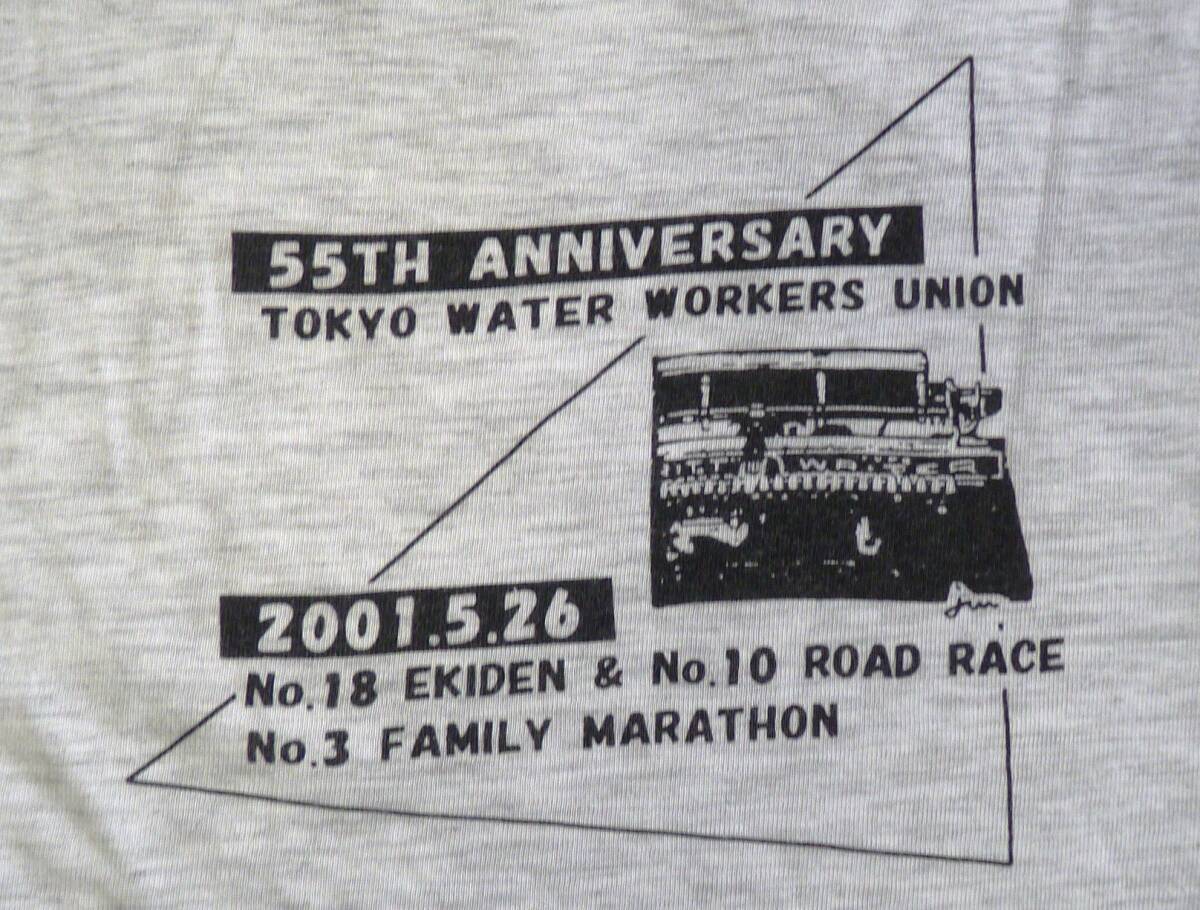 55TH ANNIVERSARY
TOKYO WATER WORKERS UNION
2001.5.26
No.18 EKIDEN & No.10 ROAD RACE
No.3 FAMILY MARATHON